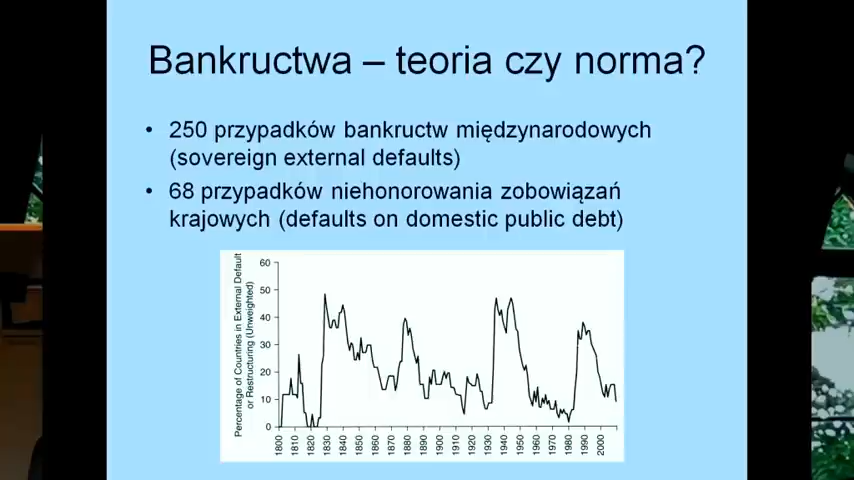 Bankructwa – teoria czy norma?
• 250 przypadków bankructw międzynarodowych
(sovereign external defaults)
• 68 przypadków niehonorowania zobowiązań
krajowych (defaults on domestic public debt)
Percentage of Countries in External Default
or Restructuring (Unweighted)
60
50
40
30
20
10
0
1800 1810 1820 1830 1840 1850 1860 1870 1880 1890 1900 1910 1920 1930 1940 1950 1960 1970 1980 1990 2000